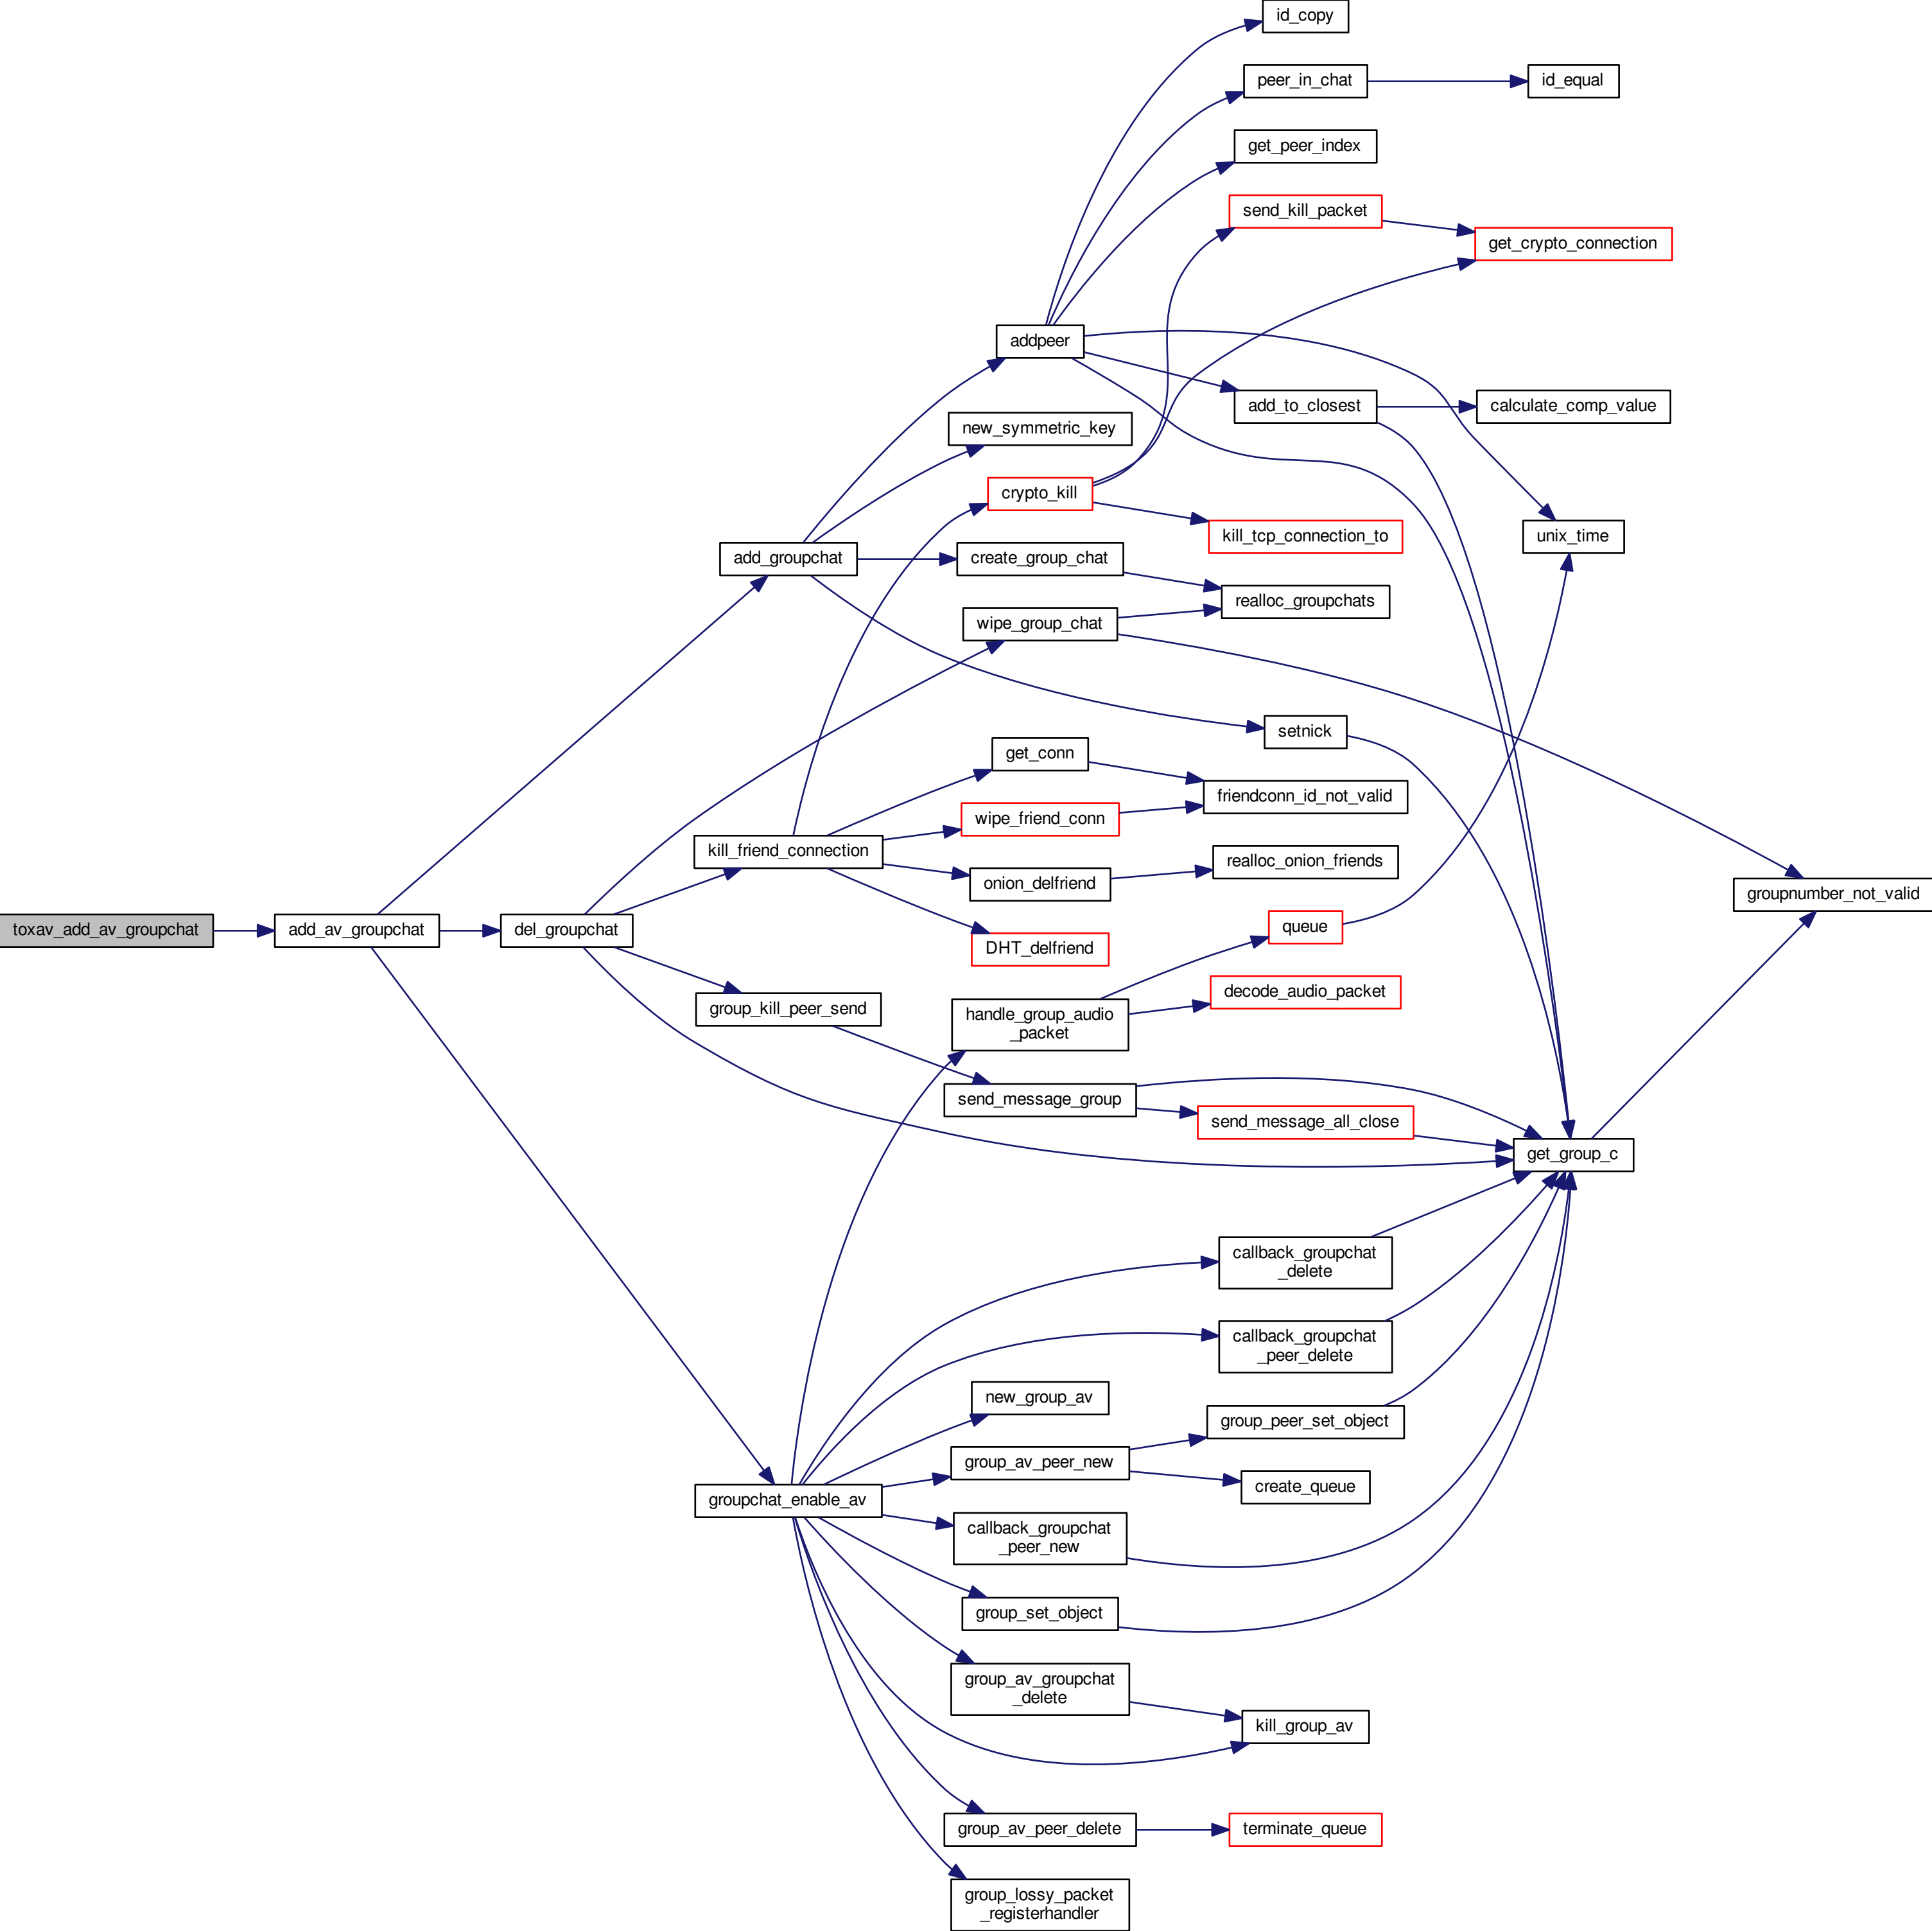 id_copy
peer_in_chat
id_equal
get_peer_index
send_kill_packet
get_crypto_connection
addpeer
add_to_closest
calculate_comp_value
new_symmetric_key
crypto_kill
kill_tcp_connection_to
unix_time
add_groupchat
create_group_chat
realloc_groupchats
wipe_group_chat
setnick
get_conn
friendconn_id_not_valid
wipe_friend_conn
kill_friend_connection
realloc_onion_friends
onion_delfriend
groupnumber_not_valid
toxav_add_av_groupchat
add_av_groupchat
del_groupchat
queue
DHT_delfriend
decode_audio_packet
group_kill_peer_send
handle_group_audio
_packet
send_message_group
send_message_all_close
get_group_c
callback_groupchat
_delete
callback_groupchat
_peer_delete
new_group_av
group_peer_set_object
group_av_peer_new
create_queue
groupchat_enable_av
callback_groupchat
_peer_new
group_set_object
group_av_groupchat
_delete
kill_group_av
group_av_peer_delete
terminate_queue
group_lossy_packet
_registerhandler